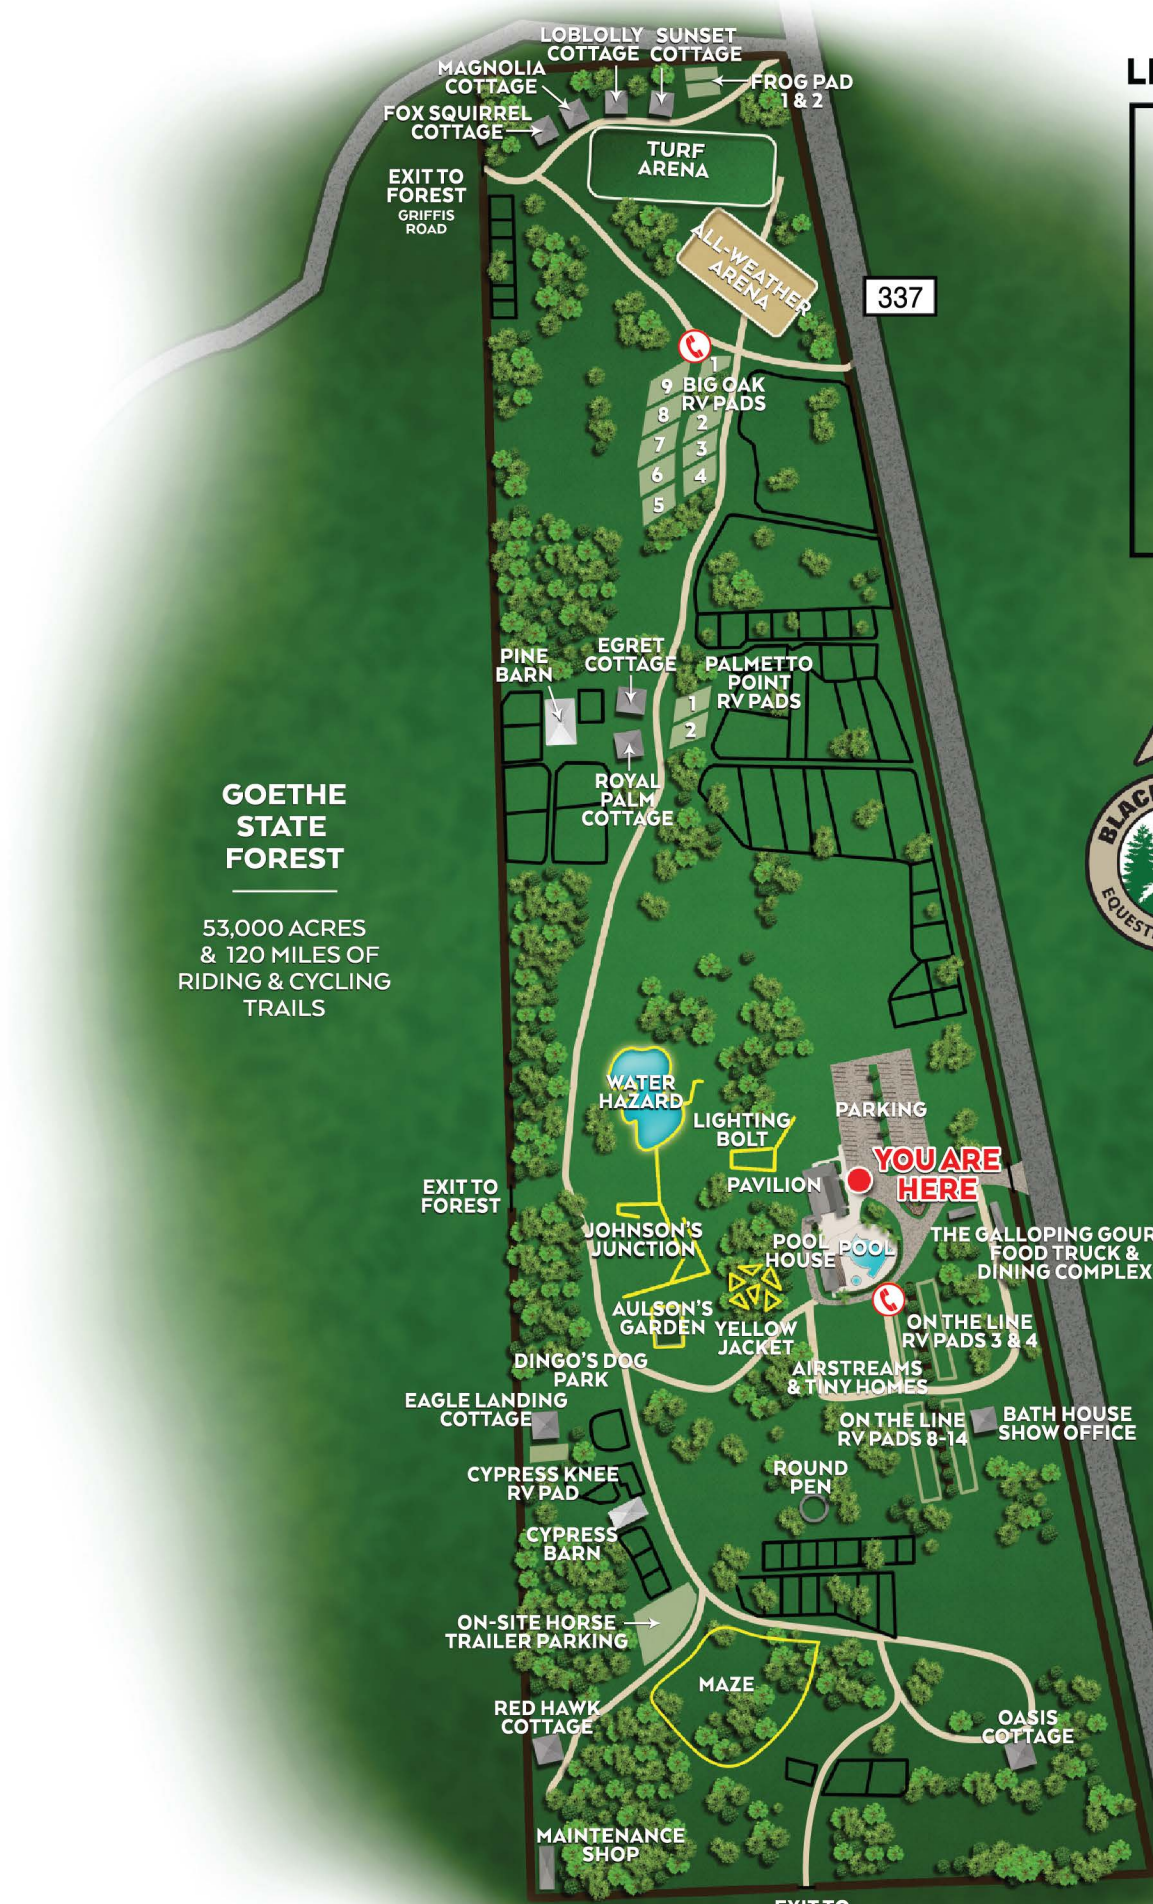 LOBLOLLY
COTTAGE
SUNSET
COTTAGE
MAGNOLIA
COTTAGE
FROG PAD
1 & 2
FOX SQUIRREL
COTTAGE
TURF
ARENA
EXIT TO
FOREST
GRIFFIS
ROAD
ALL-WEATHER
ARENA
337
1
9
BIG OAK
RV PADS
8
2
7
3
6
4
5
PINE
BARN
EGRET
COTTAGE
PALMETTO
POINT
RV PADS
1
2
ROYAL
PALM
COTTAGE
GOETHE
STATE
FOREST
53,000 ACRES
& 120 MILES OF
RIDING & CYCLING
TRAILS
WATER
HAZARD
LIGHTING
BOLT
PARKING
YOU ARE
HERE
PAVILION
EXIT TO
FOREST
JOHNSON'S
JUNCTION
POOL
HOUSE
POOL
THE GALLOPING GOUR
FOOD TRUCK &
DINING COMPLEX
AULSON'S
GARDEN
YELLOW
JACKET
ON THE LINE
RV PADS 3 & 4
DINGO'S DOG
PARK
AIRSTREAMS
& TINY HOMES
EAGLE LANDING
COTTAGE
ON THE LINE
RV PADS 8-14
BATH HOUSE
SHOW OFFICE
CYPRESS KNEE
RV PAD
ROUND
PEN
CYPRESS
BARN
ON-SITE HORSE
TRAILER PARKING
MAZE
RED HAWK
COTTAGE
OASIS
COTTAGE
MAINTENANCE
SHOP
EXIT TO
BLAC
EQUEST